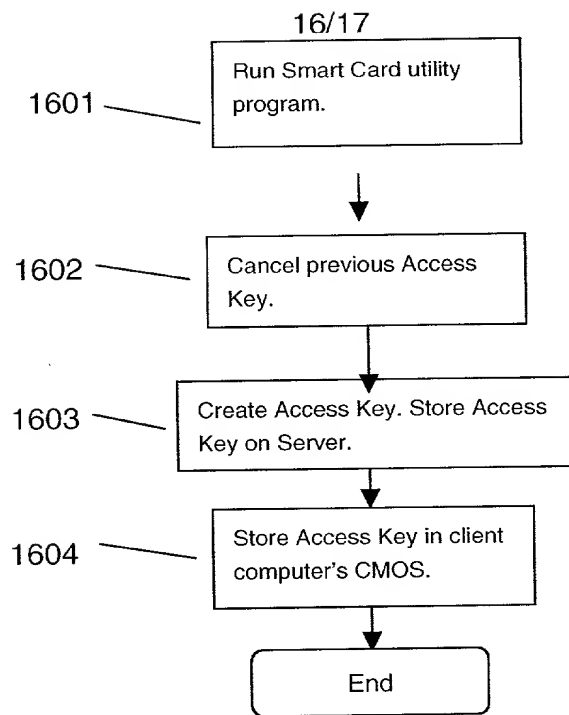 16/17
1601
Run Smart Card utility
program.
1602
Cancel previous Access
Key.
1603
Create Access Key. Store Access
Key on Server.
1604
Store Access Key in client
computer's CMOS.
End